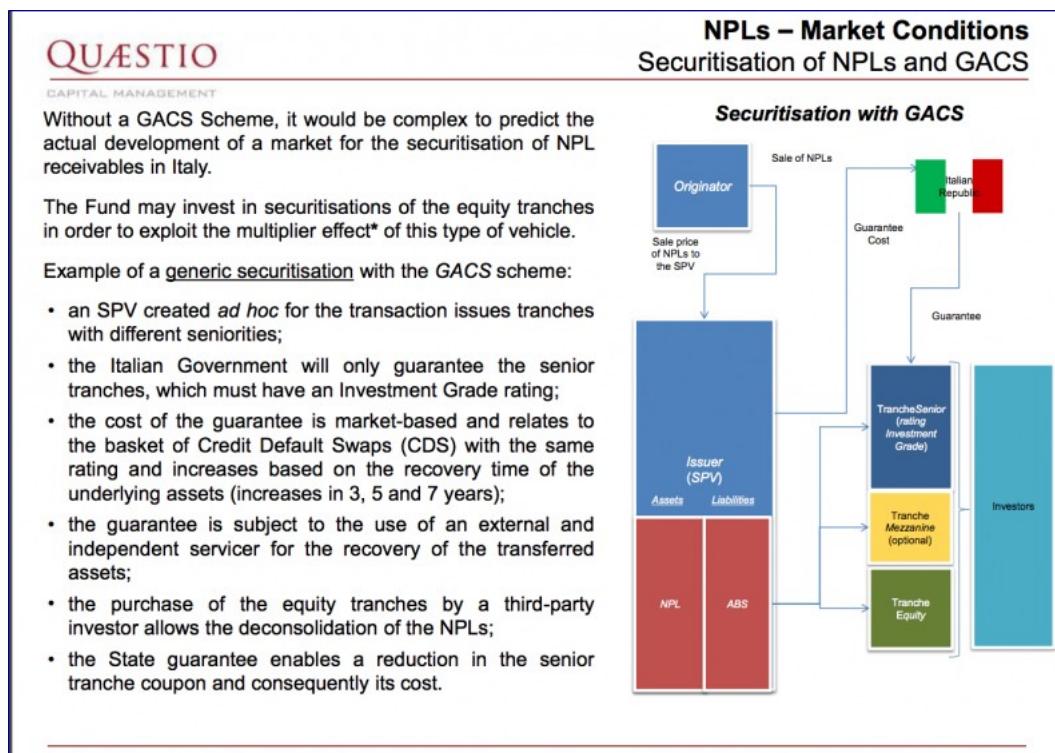 QUÆSTIO
CAPITAL MANAGEMENT
NPLs – Market Conditions
Securitisation of NPLs and GACS
Without a GACS Scheme, it would be complex to predict the
actual development of a market for the securitisation of NPL
receivables in Italy.
The Fund may invest in securitisations of the equity tranches
in order to exploit the multiplier effect* of this type of vehicle.
Example of a generic securitisation with the GACS scheme:
• an SPV created ad hoc for the transaction issues tranches
with different seniorities;
• the Italian Government will only guarantee the senior
tranches, which must have an Investment Grade rating;
• the cost of the guarantee is market-based and relates to
the basket of Credit Default Swaps (CDS) with the same
rating and increases based on the recovery time of the
underlying assets (increases in 3, 5 and 7 years);
• the guarantee is subject to the use of an external and
independent servicer for the recovery of the transferred
assets;
• the purchase of the equity tranches by a third-party
investor allows the deconsolidation of the NPLs;
• the State guarantee enables a reduction in the senior
tranche coupon and consequently its cost.
Securitisation with GACS
Originator
Sale of NPLs
Italian
Republic
Sale price
of NPLs to
the SPV
Guarantee
Cost
Guarantee
Issuer
(SPV)
Assets
Liabilities
NPL
ABS
TrancheSenior
(rating
Investment
Grade)
Tranche
Mezzanine
(optional)
Tranche
Equity
Investors